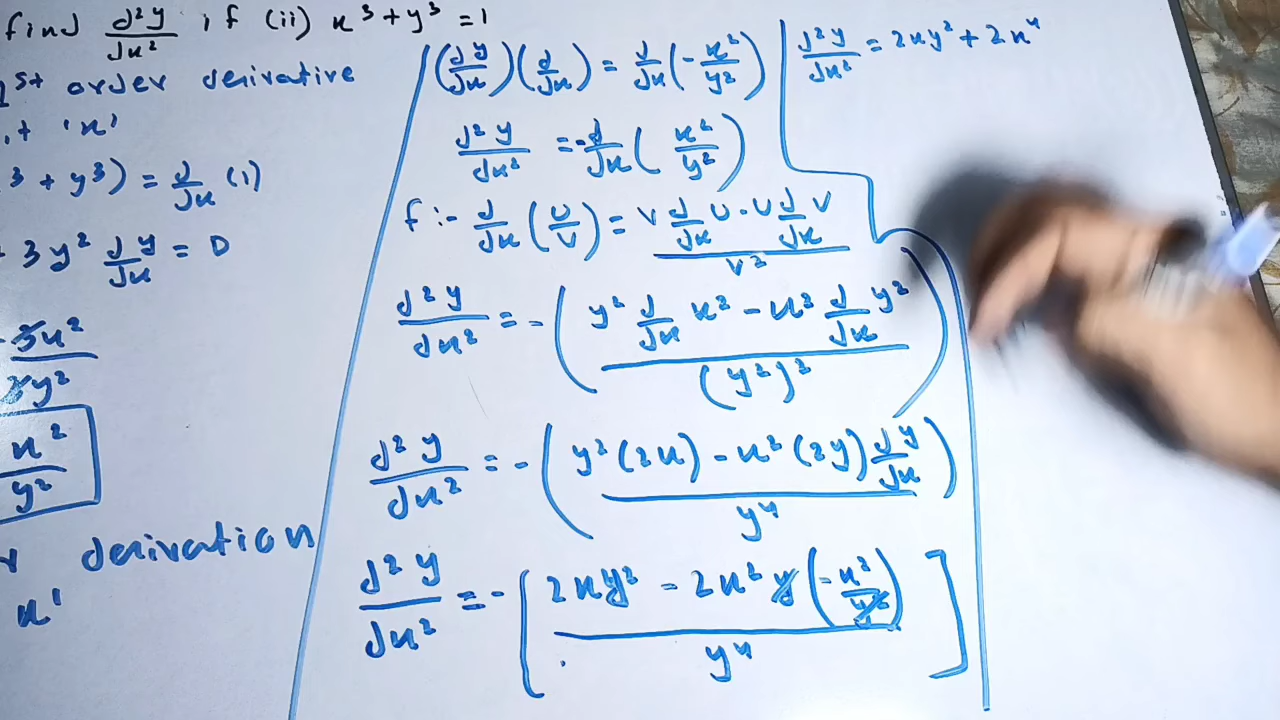 find d²y/dx² if (ii) x³ + y³ = 1
1st order derivative
.t 'x'
³ + y³) = d/dx (1)
3y² dy/dx = 0
-3x²/3y²
x²/y²
derivation
x'
(dy/dx)(d/dx) = d/dx (-x²/y²)
d²y/dx² = -d/dx (x²/y²)
f :- d/dx (U/V) = (V d/dx U - U d/dx V)/V²
d²y/dx² = -((y² d/dx x² - x² d/dx y²)/(y²)²)
d²y/dx² = -((y²(2x) - x²(2y) dy/dx)/y⁴)
d²y/dx² = -[(2xy² - 2x²y(-x²/y²))/y⁴]
d²y/dx² = 2xy² + 2x⁴